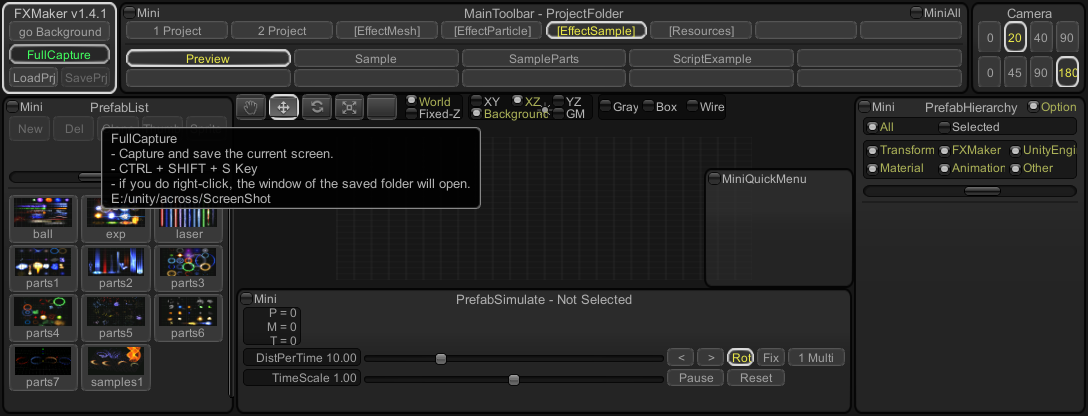 FXMaker v1.4.1
go Background
FullCapture
LoadPrj SavePrj
Mini MainToolbar - ProjectFolder MiniAll
1 Project 2 Project [EffectMesh] [EffectParticle] [EffectSample] [Resources]
Preview Sample SampleParts ScriptExample
Camera
0 20 40 90
0 45 90 180
Mini PrefabList
New Del
World XY XZ YZ Gray Box Wire
Fixed-Z Background GM
FullCapture
- Capture and save the current screen.
- CTRL + SHIFT + S Key
- if you do right-click, the window of the saved folder will open.
E:/unity/across/ScreenShot
ball exp laser
parts1 parts2 parts3
parts4 parts5 parts6
parts7 samples1
MiniQuickMenu
Mini PrefabSimulate - Not Selected
P = 0
M = 0
T = 0
DistPerTime 10.00 < > Rot Fix 1 Multi
TimeScale 1.00 Pause Reset
Mini PrefabHierarchy Option
All Selected
Transform FXMaker UnityEngi
Material Animation Other